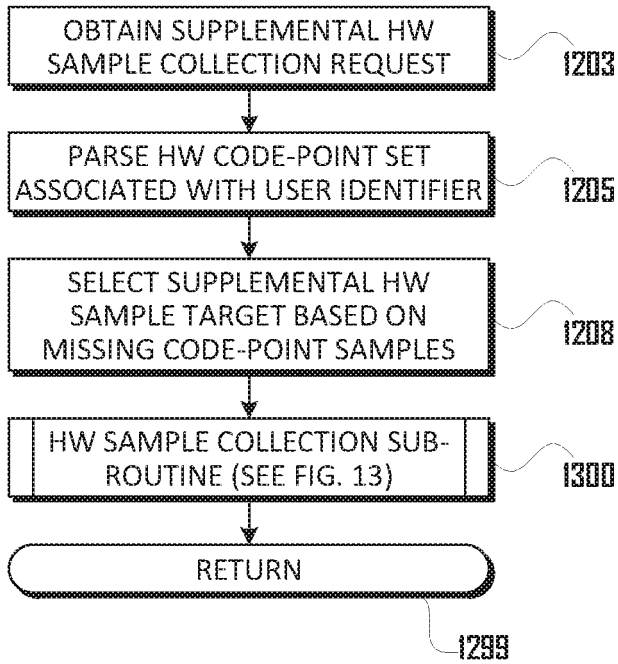 OBTAIN SUPPLEMENTAL HW
SAMPLE COLLECTION REQUEST
1203
PARSE HW CODE-POINT SET
ASSOCIATED WITH USER IDENTIFIER
1205
SELECT SUPPLEMENTAL HW
SAMPLE TARGET BASED ON
MISSING CODE-POINT SAMPLES
1208
HW SAMPLE COLLECTION SUB-
ROUTINE (SEE FIG. 13)
1300
RETURN
1299